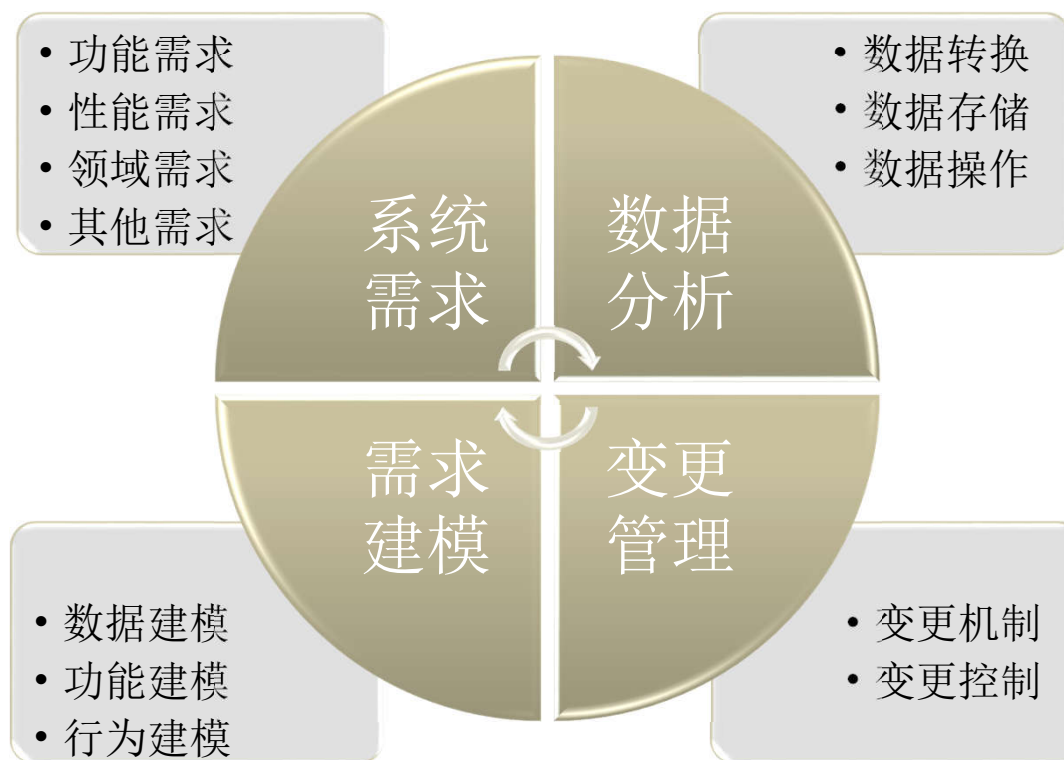 • 功能需求
• 性能需求
• 领域需求
• 其他需求
系统
需求
数据
分析
• 数据转换
• 数据存储
• 数据操作
• 数据建模
• 功能建模
• 行为建模
需求
建模
变更
管理
• 变更机制
• 变更控制